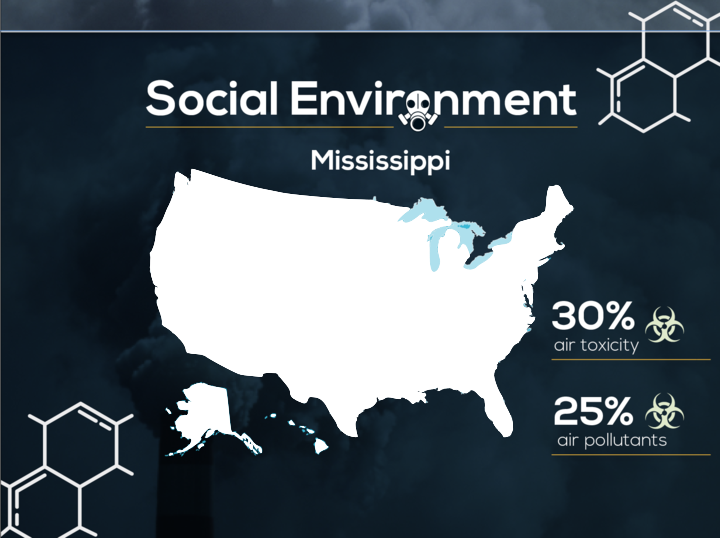 Social Environment
Mississippi
30%
air toxicity
25%
air pollutants